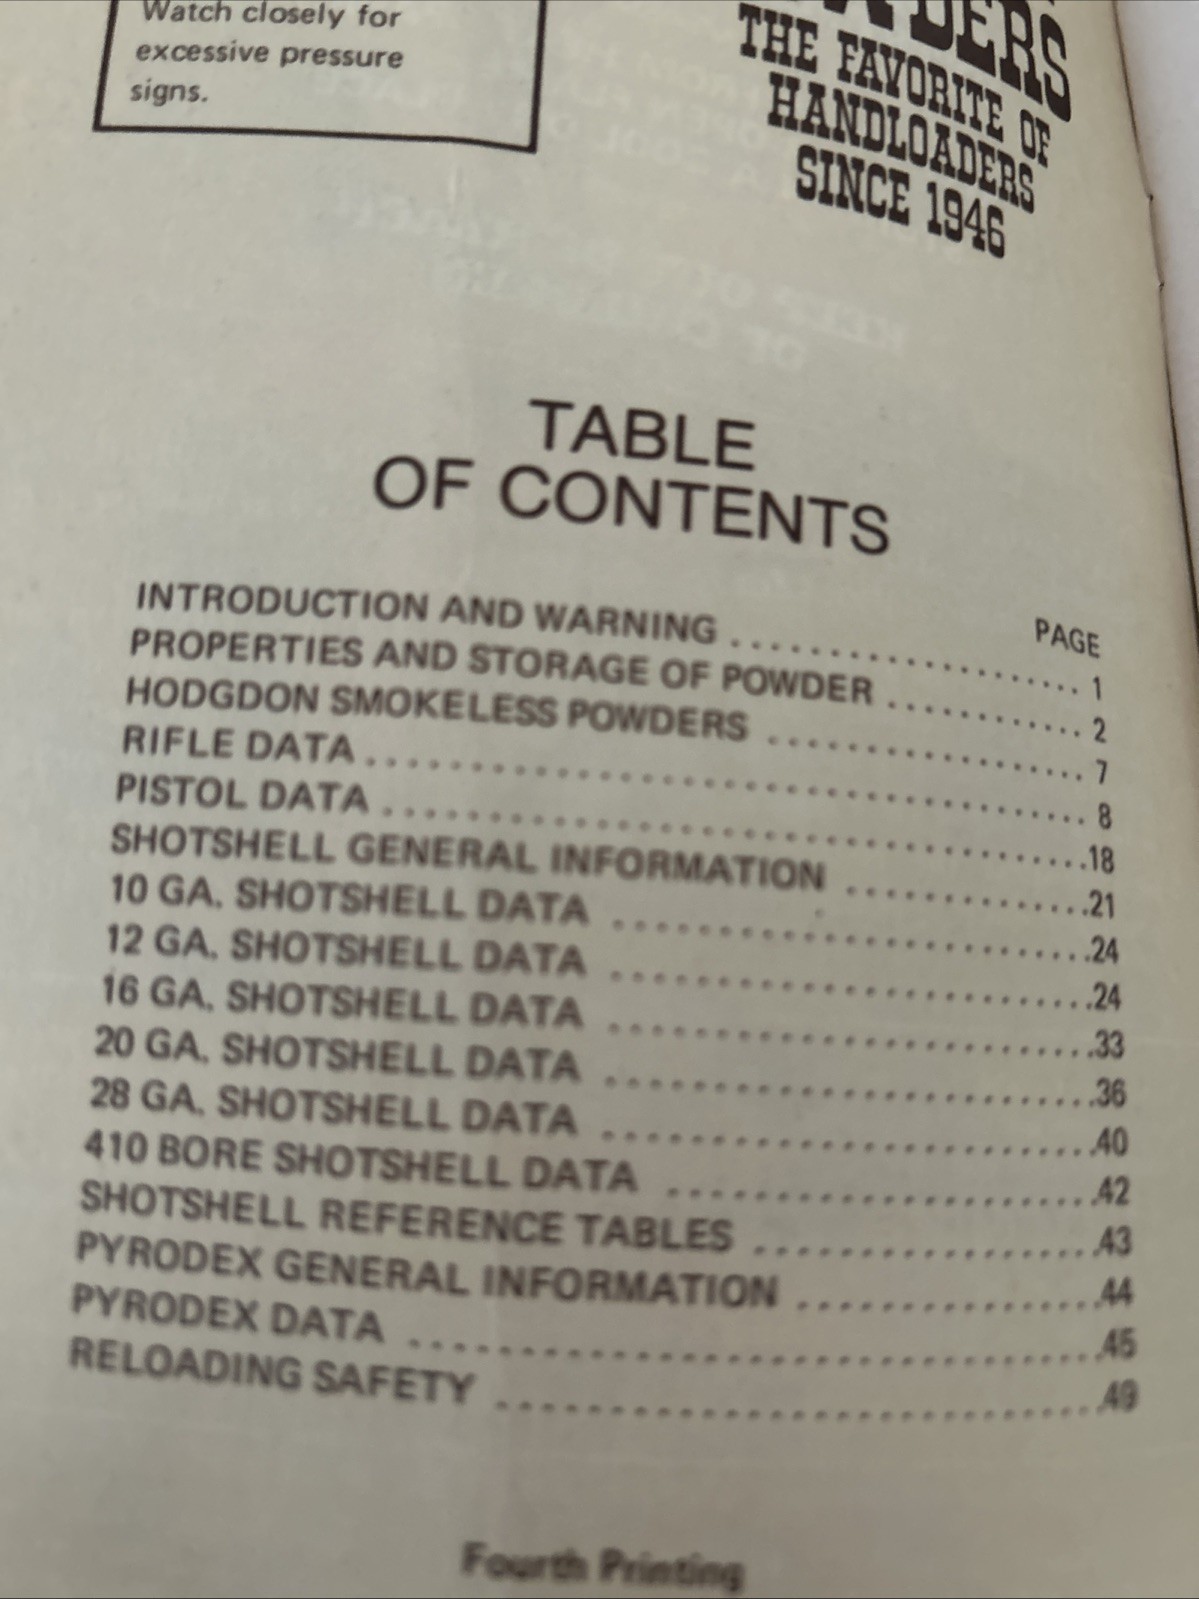 Watch closely for
excessive pressure
signs.
THE FAVORITE OF
HANDLOADERS
SINCE 1946
TABLE
OF CONTENTS
PAGE
INTRODUCTION AND WARNING .................... 1
PROPERTIES AND STORAGE OF POWDER ............ 2
HODGDON SMOKELESS POWDERS .................... 7
RIFLE DATA .................................... 8
PISTOL DATA ...................................18
SHOTSHELL GENERAL INFORMATION ...............21
10 GA. SHOTSHELL DATA ........................24
12 GA. SHOTSHELL DATA ........................24
16 GA. SHOTSHELL DATA ........................33
20 GA. SHOTSHELL DATA ........................36
28 GA. SHOTSHELL DATA ........................40
410 BORE SHOTSHELL DATA .....................42
SHOTSHELL REFERENCE TABLES ..................43
PYRODEX GENERAL INFORMATION ................44
PYRODEX DATA .................................45
RELOADING SAFETY .............................49
Fourth Printing